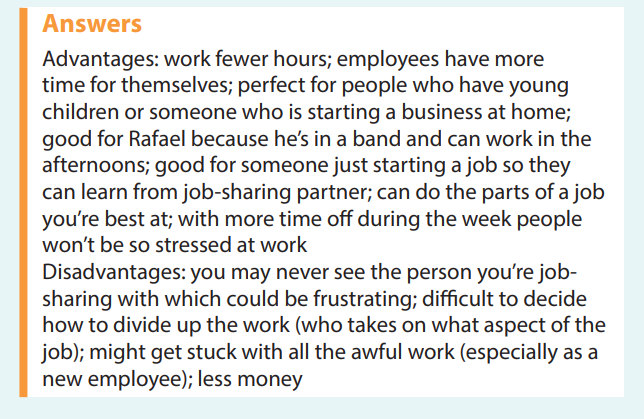 Answers
Advantages: work fewer hours; employees have more
time for themselves; perfect for people who have young
children or someone who is starting a business at home;
good for Rafael because he’s in a band and can work in the
afternoons; good for someone just starting a job so they
can learn from job-sharing partner; can do the parts of a job
you’re best at; with more time off during the week people
won’t be so stressed at work
Disadvantages: you may never see the person you’re job-
sharing with which could be frustrating; difficult to decide
how to divide up the work (who takes on what aspect of the
job); might get stuck with all the awful work (especially as a
new employee); less money